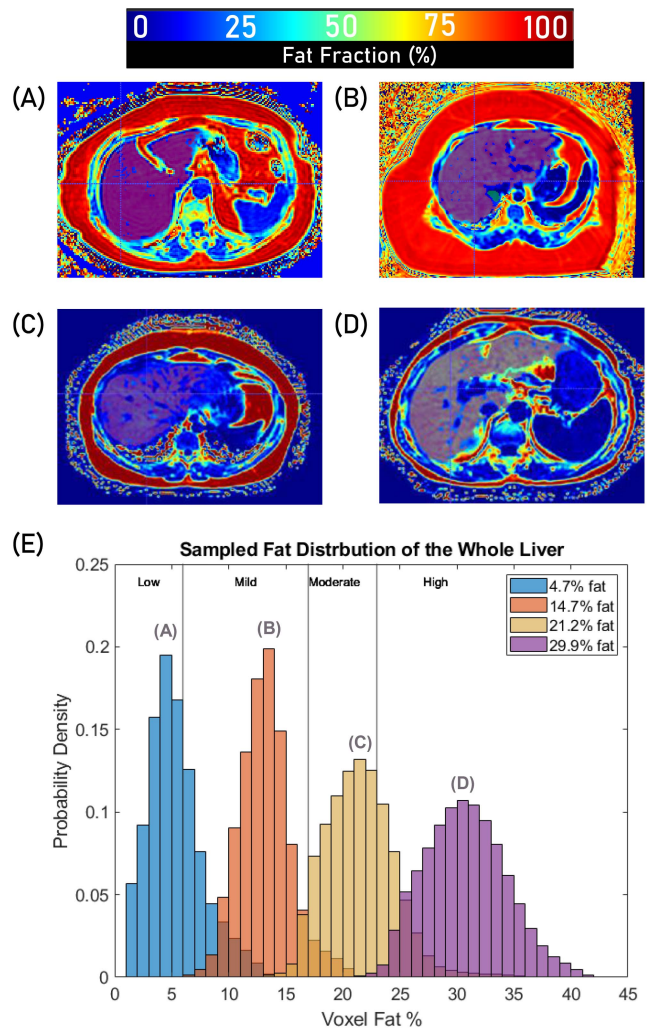 0 25 50 75 100
Fat Fraction (%)
(A)
(B)
(C)
(D)
(E)
Sampled Fat Distrbution of the Whole Liver
0.25
0.2
0.15
0.1
0.05
0
Probability Density
Low
Mild
Moderate
High
4.7% fat
14.7% fat
21.2% fat
29.9% fat
(A)
(B)
(C)
(D)
0 5 10 15 20 25 30 35 40 45
Voxel Fat %